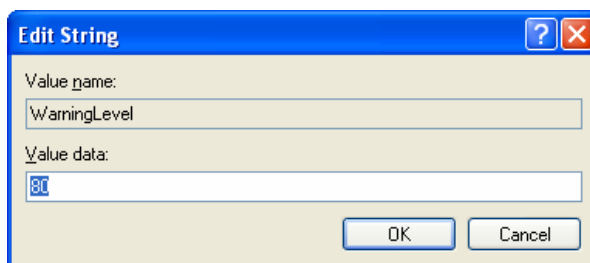 Edit String
Value name:
WarningLevel
Value data:
80
OK Cancel